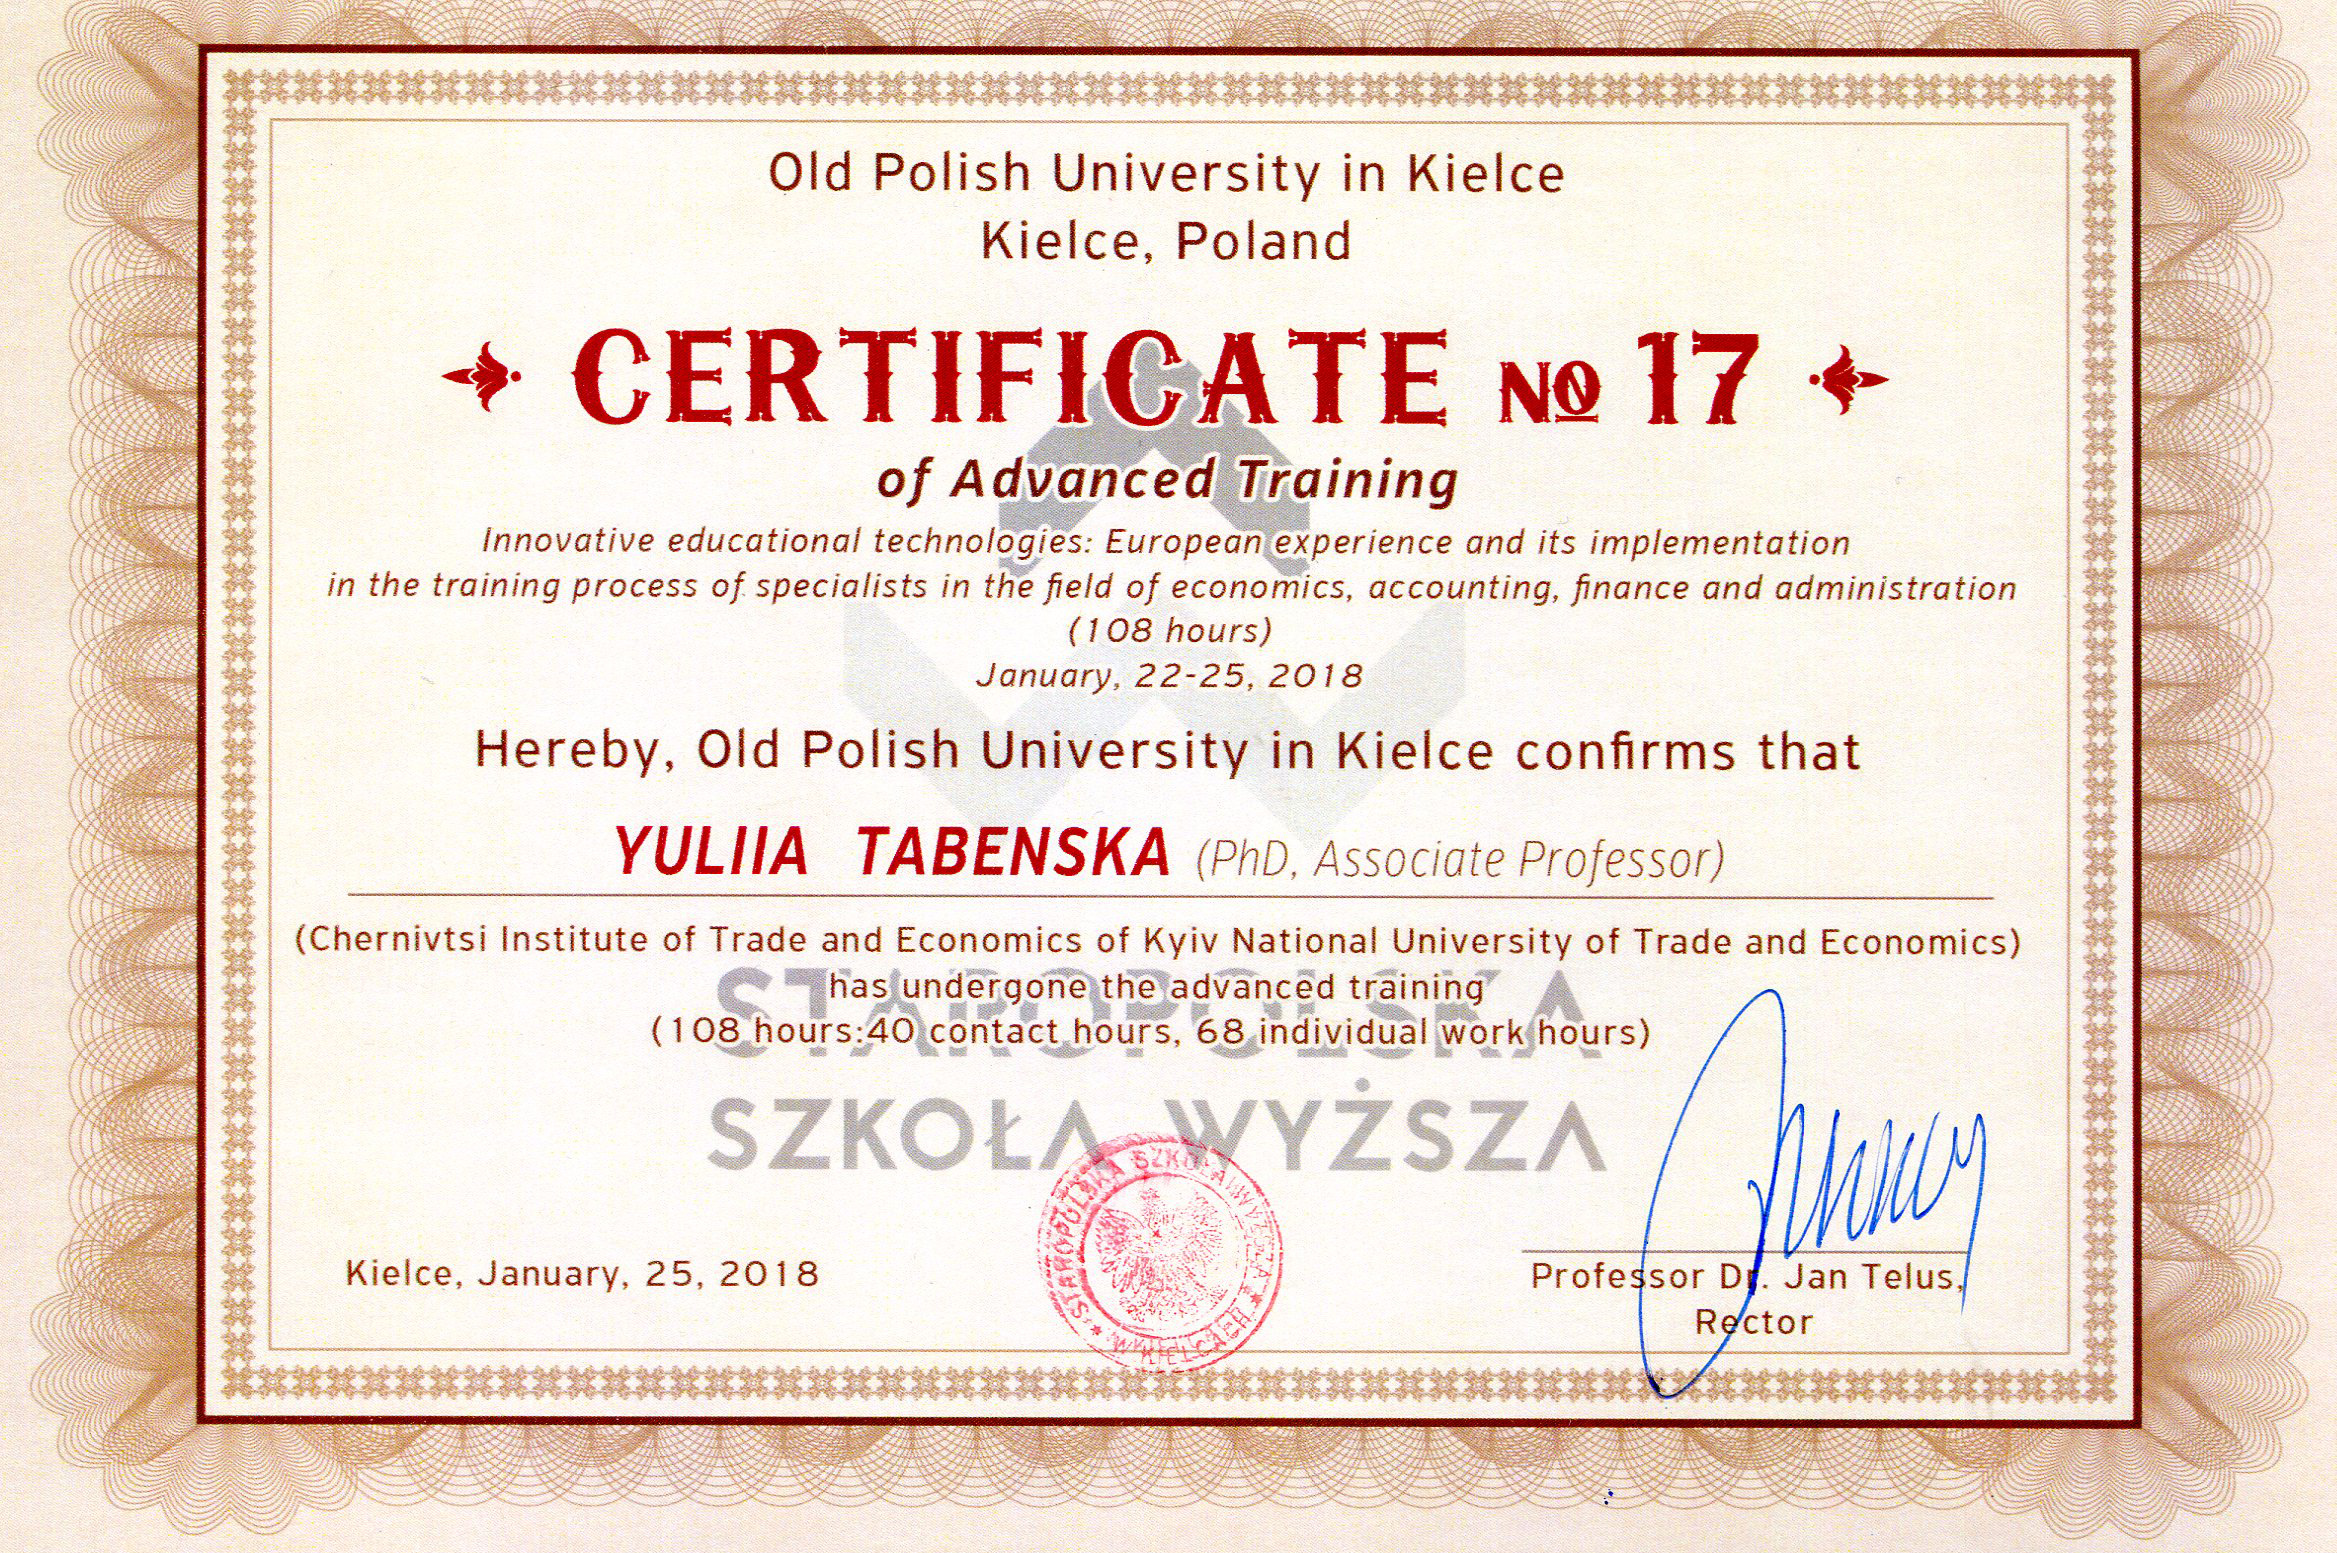 Old Polish University in Kielce
Kielce, Poland
CERTIFICATE № 17
of Advanced Training
Innovative educational technologies: European experience and its implementation
in the training process of specialists in the field of economics, accounting, finance and administration
(108 hours)
January, 22-25, 2018
Hereby, Old Polish University in Kielce confirms that
YULIIA TABENSKA (PhD, Associate Professor)
(Chernivtsi Institute of Trade and Economics of Kyiv National University of Trade and Economics)
has undergone the advanced training
(108 hours:40 contact hours, 68 individual work hours)
STAROPOLSKA
SZKOŁA WYŻSZA
STAROPOLSKA SZKOŁA WYŻSZA
W KIELCACH
Kielce, January, 25, 2018
Professor Dr. Jan Telus,
Rector